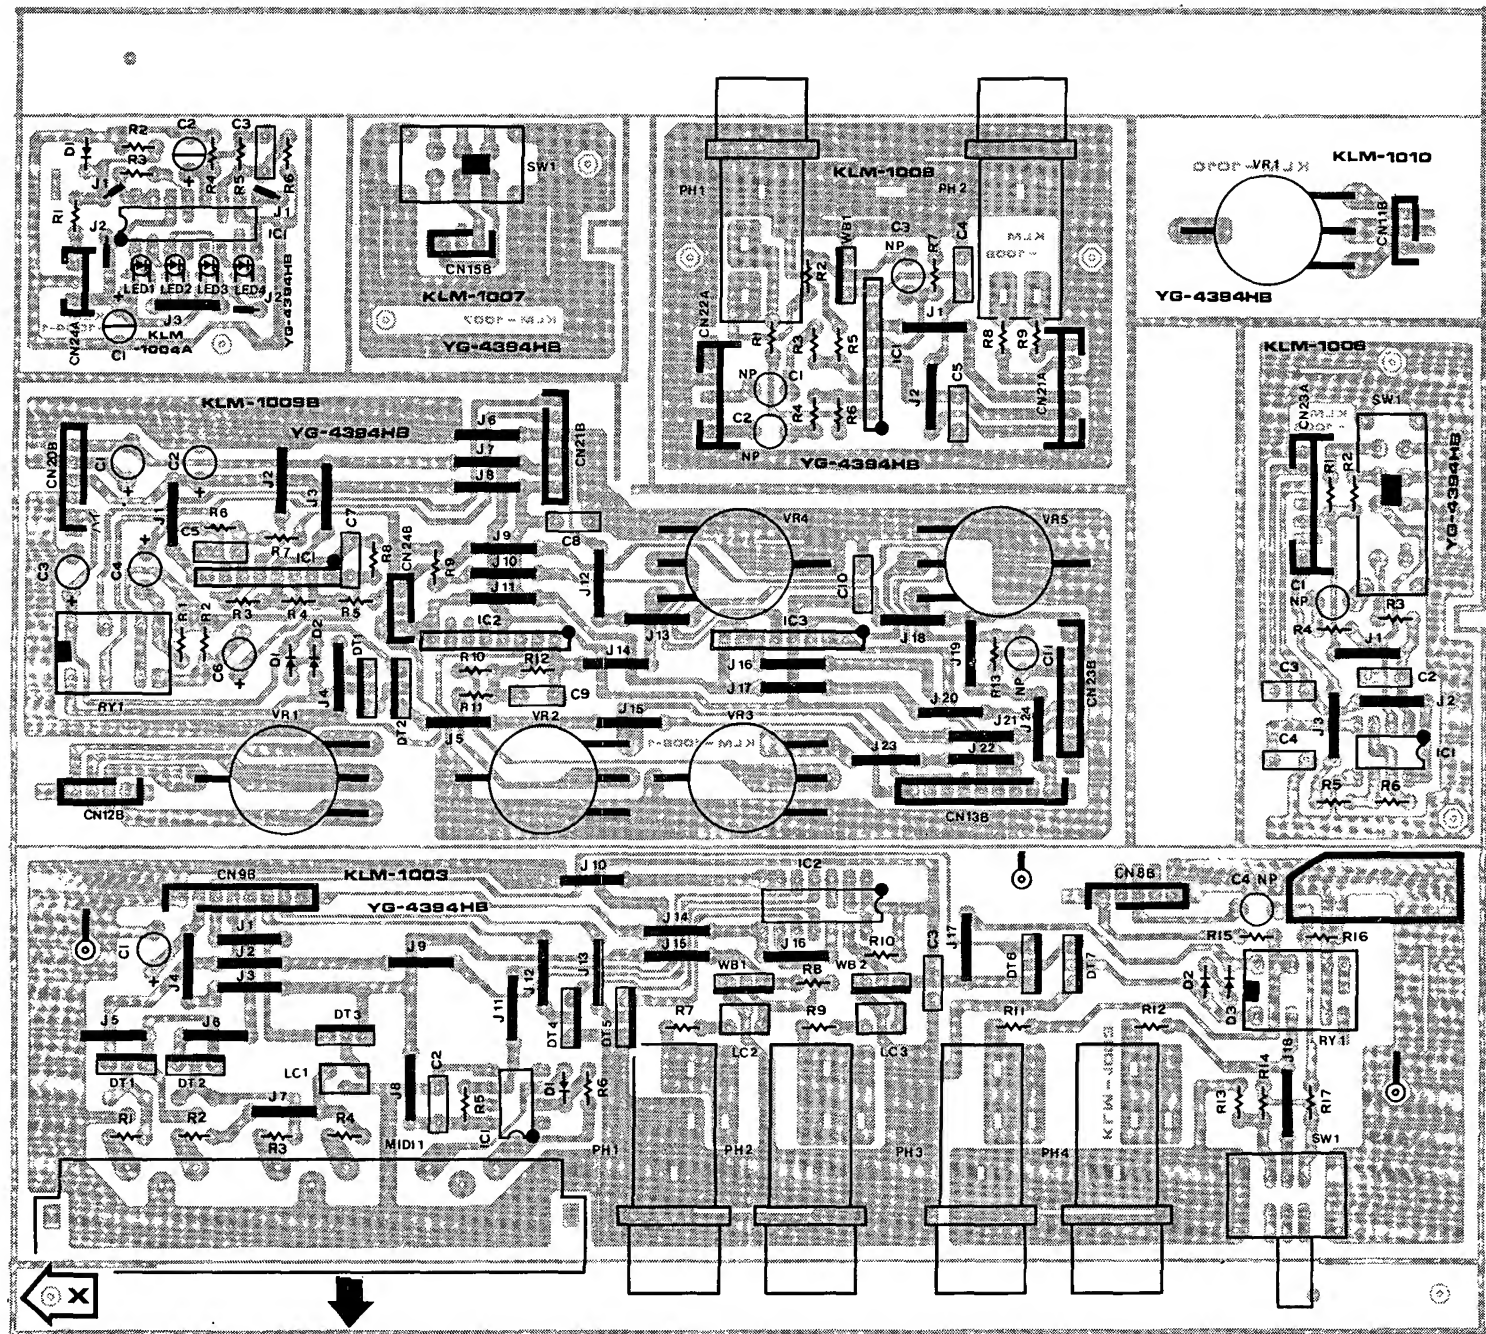 R2
C2
C3
D1
R3
R4
R5
R6
J1
J1
R1
J2
IC1
LED1
LED2
LED3
LED4
J2
J3
CN24A
C1
KLM
-1004A
YG-4394HB
SW1
CN15B
KLM-1007
KLM-1007
YG-4394HB
PH1
KLM-1008
PH2
WB1
C3
NP
R7
C4
R2
KLM
-1008
CN22A
R1
R3
R5
IC1
J1
R8
R9
NP
C1
C2
NP
R4
R6
J2
C5
CN21A
YG-4394HB
KLM-1010
VR1
KLM-1010
CN11B
YG-4394HB
KLM-1006
CN23A
SW1
R1
R2
YG-4394HB
C1
NP
R3
R4
J1
C3
C2
J2
J3
C4
IC1
R5
R6
KLM-1009B
YG-4394HB
CN20B
C1
C2
J1
J2
J3
J6
J7
J8
CN21B
R6
C5
R7
IC1
C7
R8
CN24B
R9
J9
J10
J11
C8
J12
VR4
VR5
C3
C4
R3
R4
R5
IC2
J13
IC3
C10
J18
R1
R2
C6
D1
D2
J4
DT1
DT2
R10
R12
R11
C9
J14
J16
J17
J19
R13
NP
C11
CN23B
RY1
VR1
J5
VR2
J15
VR3
J20
J21
J24
J22
J23
CN12B
CN13B
KLM-1003
YG-4394HB
CN9B
J10
IC2
CN8B
C4 NP
C1
J1
J2
J3
J4
J9
J12
J13
J14
J15
J16
R10
C3
J17
R15
R16
J5
J6
DT3
J11
DT4
DT5
WB1
R8
WB2
DT6
DT7
D2
D3
R7
R9
R11
R12
LC2
LC3
RY1
DT1
DT2
LC1
J8
C2
R5
IC1
D1
R6
J7
R1
R2
R3
R4
MIDI1
PH1
PH2
PH3
PH4
KLM-1003
R13
R14
J18
R17
SW1
X